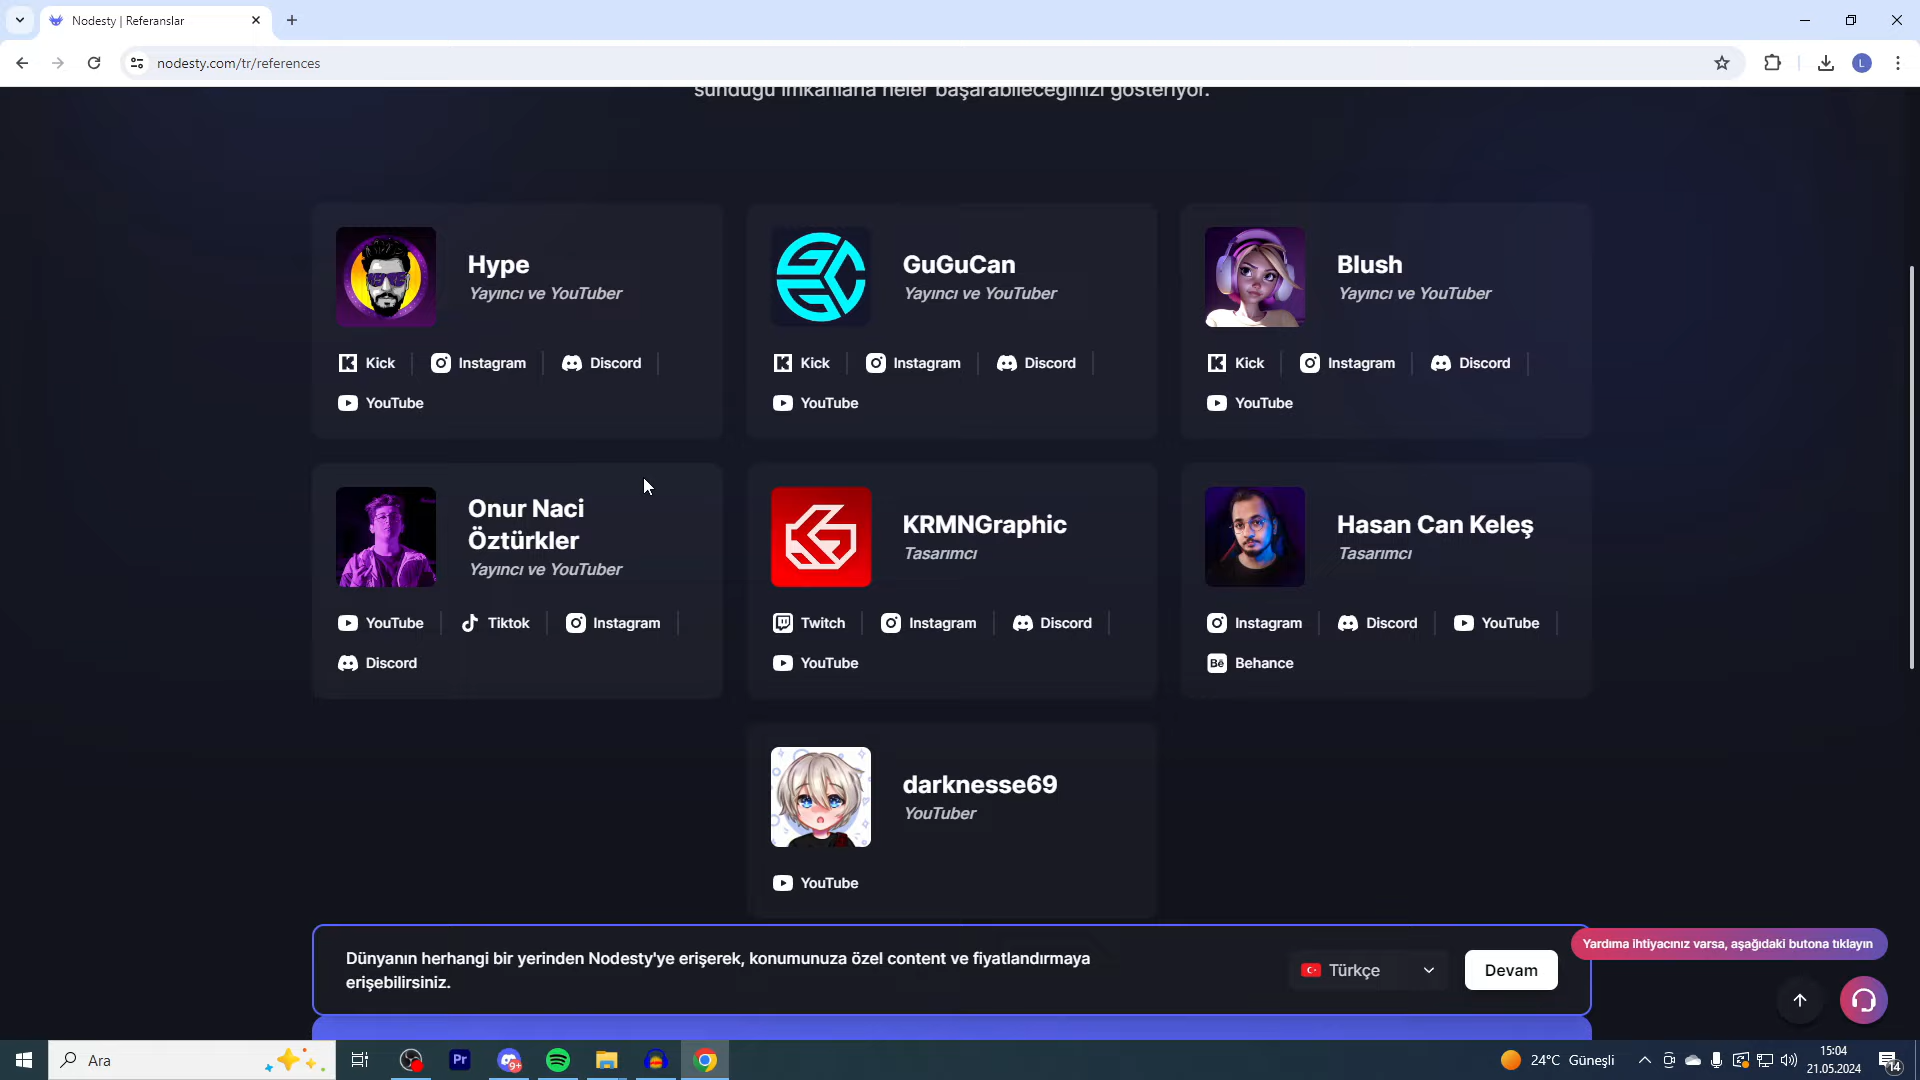 Nodesty | Referanslar
nodesty.com/tr/references
L
sunduğu imkanlarla neler başarabileceğinizi gösteriyor.
Hype
Yayıncı ve YouTuber
Kick
Instagram
Discord
YouTube
GuGuCan
Yayıncı ve YouTuber
Kick
Instagram
Discord
YouTube
Blush
Yayıncı ve YouTuber
Kick
Instagram
Discord
YouTube
Onur Naci
Öztürkler
Yayıncı ve YouTuber
YouTube
Tiktok
Instagram
Discord
KRMNGraphic
Tasarımcı
Twitch
Instagram
Discord
YouTube
Hasan Can Keleş
Tasarımcı
Instagram
Discord
YouTube
Bē
Behance
darknesse69
YouTuber
YouTube
Dünyanın herhangi bir yerinden Nodesty'ye erişerek, konumunuza özel content ve fiyatlandırmaya
erişebilirsiniz.
Türkçe
Devam
Yardıma ihtiyacınız varsa, aşağıdaki butona tıklayın
Ara
Pr
9+
24°C Güneşli
15:04
21.05.2024
14